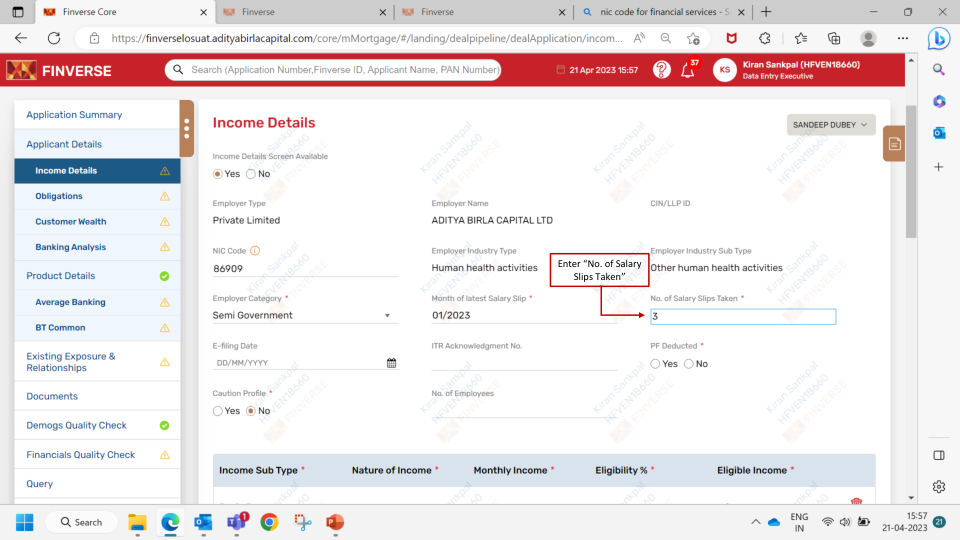 Finverse Core
Finverse
Finverse
nic code for financial services - S
https://finverselosuat.adityabirlacapital.com/core/mMortgage/#/landing/dealpipeline/dealApplication/incom...
FINVERSE
Search (Application Number,Finverse ID, Applicant Name, PAN Number)
21 Apr 2023 15:57
37
KS
Kiran Sankpal (HFVEN18660)
Data Entry Executive
Application Summary
Applicant Details
Income Details
Obligations
Customer Wealth
Banking Analysis
Product Details
Average Banking
BT Common
Existing Exposure &
Relationships
Documents
Demogs Quality Check
Financials Quality Check
Query
Income Details
SANDEEP DUBEY
Income Details Screen Available
Yes No
Employer Type
Employer Name
CIN/LLP ID
Private Limited
ADITYA BIRLA CAPITAL LTD
NIC Code
Employer Industry Type
Employer Industry Sub Type
86909
Human health activities
Other human health activities
Enter “No. of Salary
Slips Taken”
Employer Category *
Month of latest Salary Slip *
No. of Salary Slips Taken *
Semi Government
01/2023
3
E-filing Date
ITR Acknowledgment No.
PF Deducted *
DD/MM/YYYY
Yes No
Caution Profile *
No. of Employees
Yes No
Income Sub Type * Nature of Income * Monthly Income * Eligibility % * Eligible Income *
Kiran Sankpal
HFVEN18660
FINVERSE
Search
1
ENG
IN
15:57
21-04-2023
21